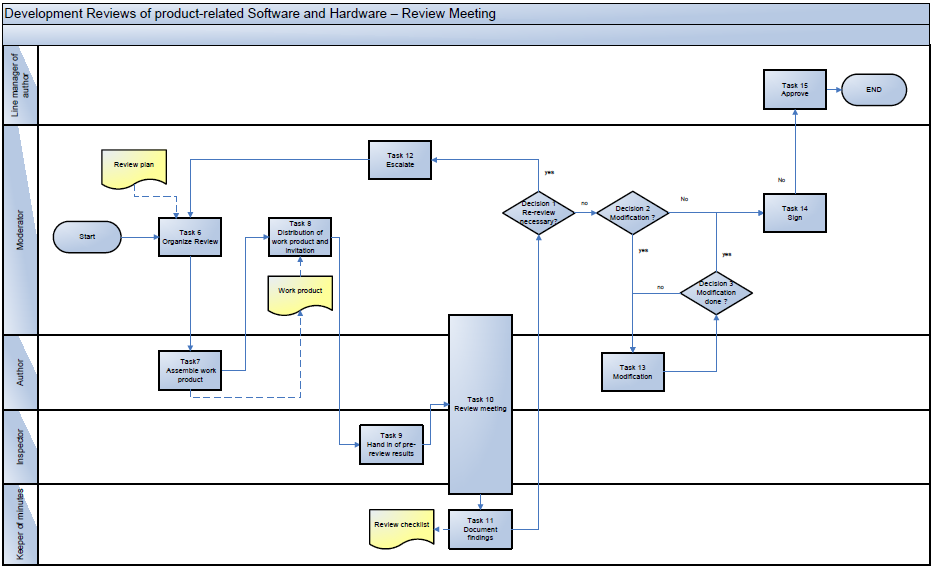 Development Reviews of product-related Software and Hardware – Review Meeting
Line manager of
author
Task 15
Approve
END
Moderator
Review plan
Task 12
Escalate
yes
No
Start
Task 6
Organize Review
Task 8
Distribution of
work product and
invitation
Decision 1
Re-review
necessary?
no
Decision 2
Modification ?
No
Task 14
Sign
Work product
yes
yes
no
Decision 3
Modification
done ?
Author
Task7
Assemble work
product
Task 13
Modification
Task 10
Review meeting
Inspector
Task 9
Hand in of pre-
review results
Keeper of minutes
Review checklist
Task 11
Document
findings